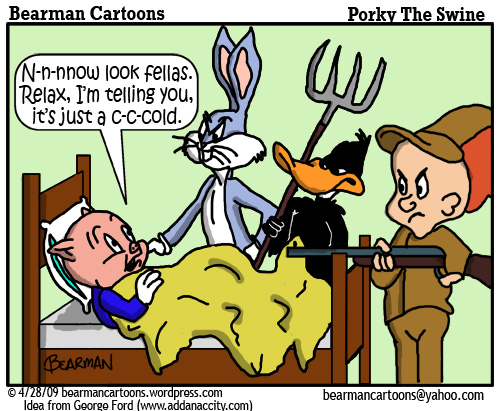 Bearman Cartoons
Porky The Swine
N-n-nnow look fellas.
Relax, I'm telling you,
it's just a c-c-cold.
BEARMAN
© 4/28/09 bearmancartoons.wordpress.com
Idea from George Ford (www.addanaccity.com)
bearmancartoons@yahoo.com